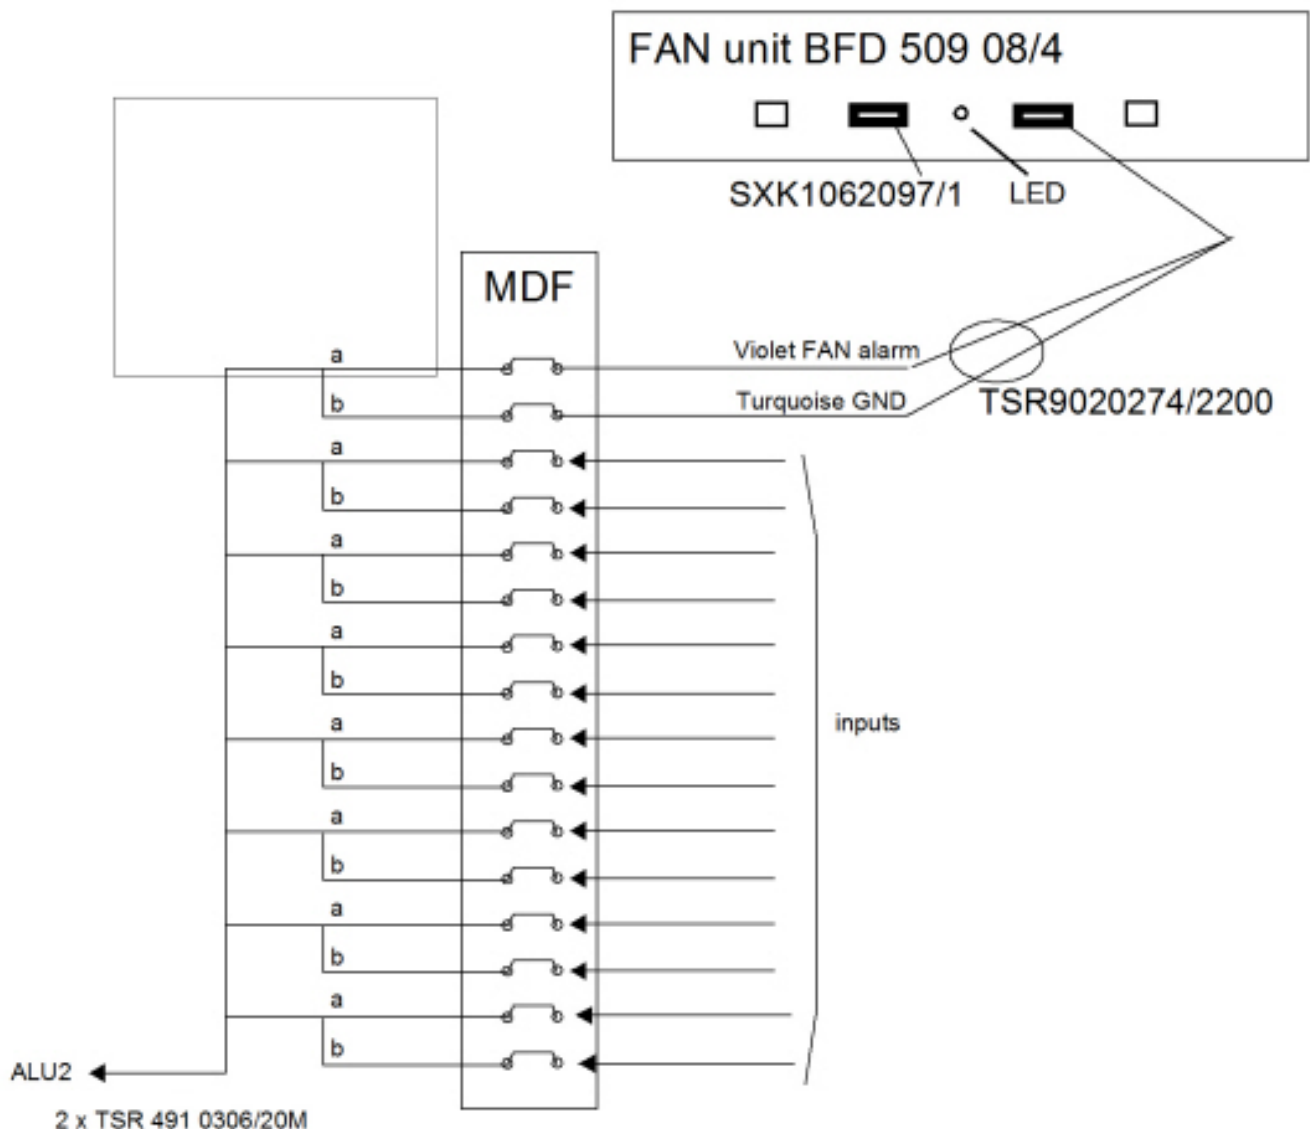 FAN unit BFD 509 08/4
SXK1062097/1
LED
MDF
Violet FAN alarm
Turquoise GND
TSR9020274/2200
a
b
a
b
a
b
a
b
a
b
a
b
a
b
a
b
inputs
ALU2
2 x TSR 491 0306/20M